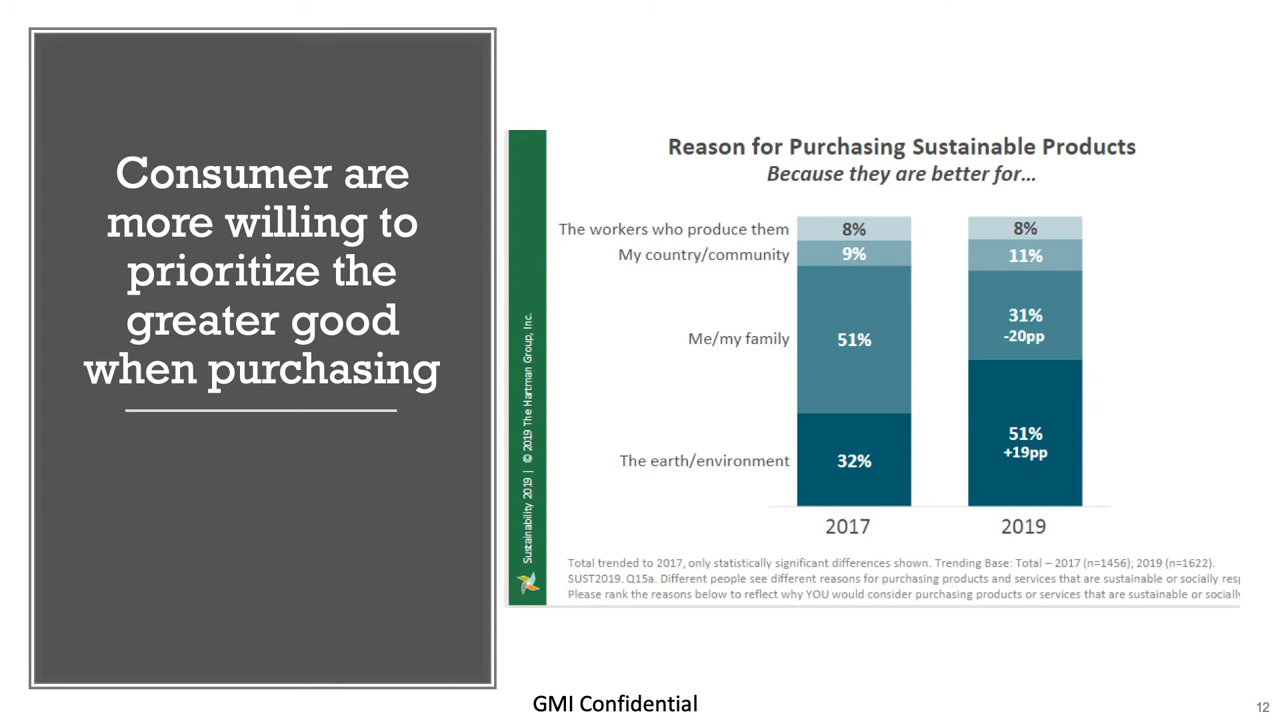 Consumer are
more willing to
prioritize the
greater good
when purchasing
Sustainability 2019 | © 2019 The Hartman Group, Inc.
Reason for Purchasing Sustainable Products
Because they are better for...
The workers who produce them
8%
8%
My country/community
9%
11%
Me/my family
51%
31%
-20pp
The earth/environment
32%
51%
+19pp
2017
2019
Total trended to 2017, only statistically significant differences shown. Trending Base: Total – 2017 (n=1456); 2019 (n=1622).
SUST2019. Q15a. Different people see different reasons for purchasing products and services that are sustainable or socially
Please rank the reasons below to reflect why YOU would consider purchasing products or services that are sustainable or
GMI Confidential
12